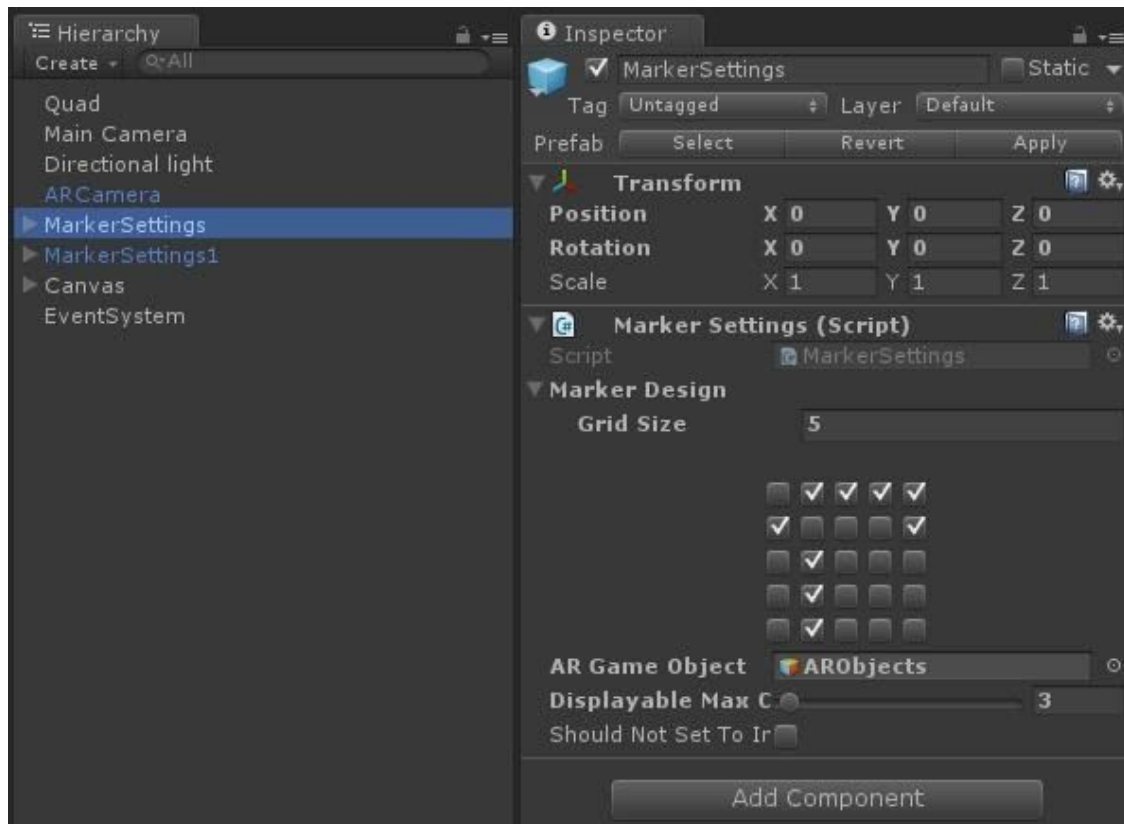 Hierarchy
Create All
Quad
Main Camera
Directional light
ARCamera
MarkerSettings
MarkerSettings1
Canvas
EventSystem
Inspector
MarkerSettings Static
Tag Untagged Layer Default
Prefab Select Revert Apply
Transform
Position X 0 Y 0 Z 0
Rotation X 0 Y 0 Z 0
Scale X 1 Y 1 Z 1
Marker Settings (Script)
Script MarkerSettings
Marker Design
Grid Size 5
AR Game Object ARObjects
Displayable Max C 3
Should Not Set To Ir
Add Component